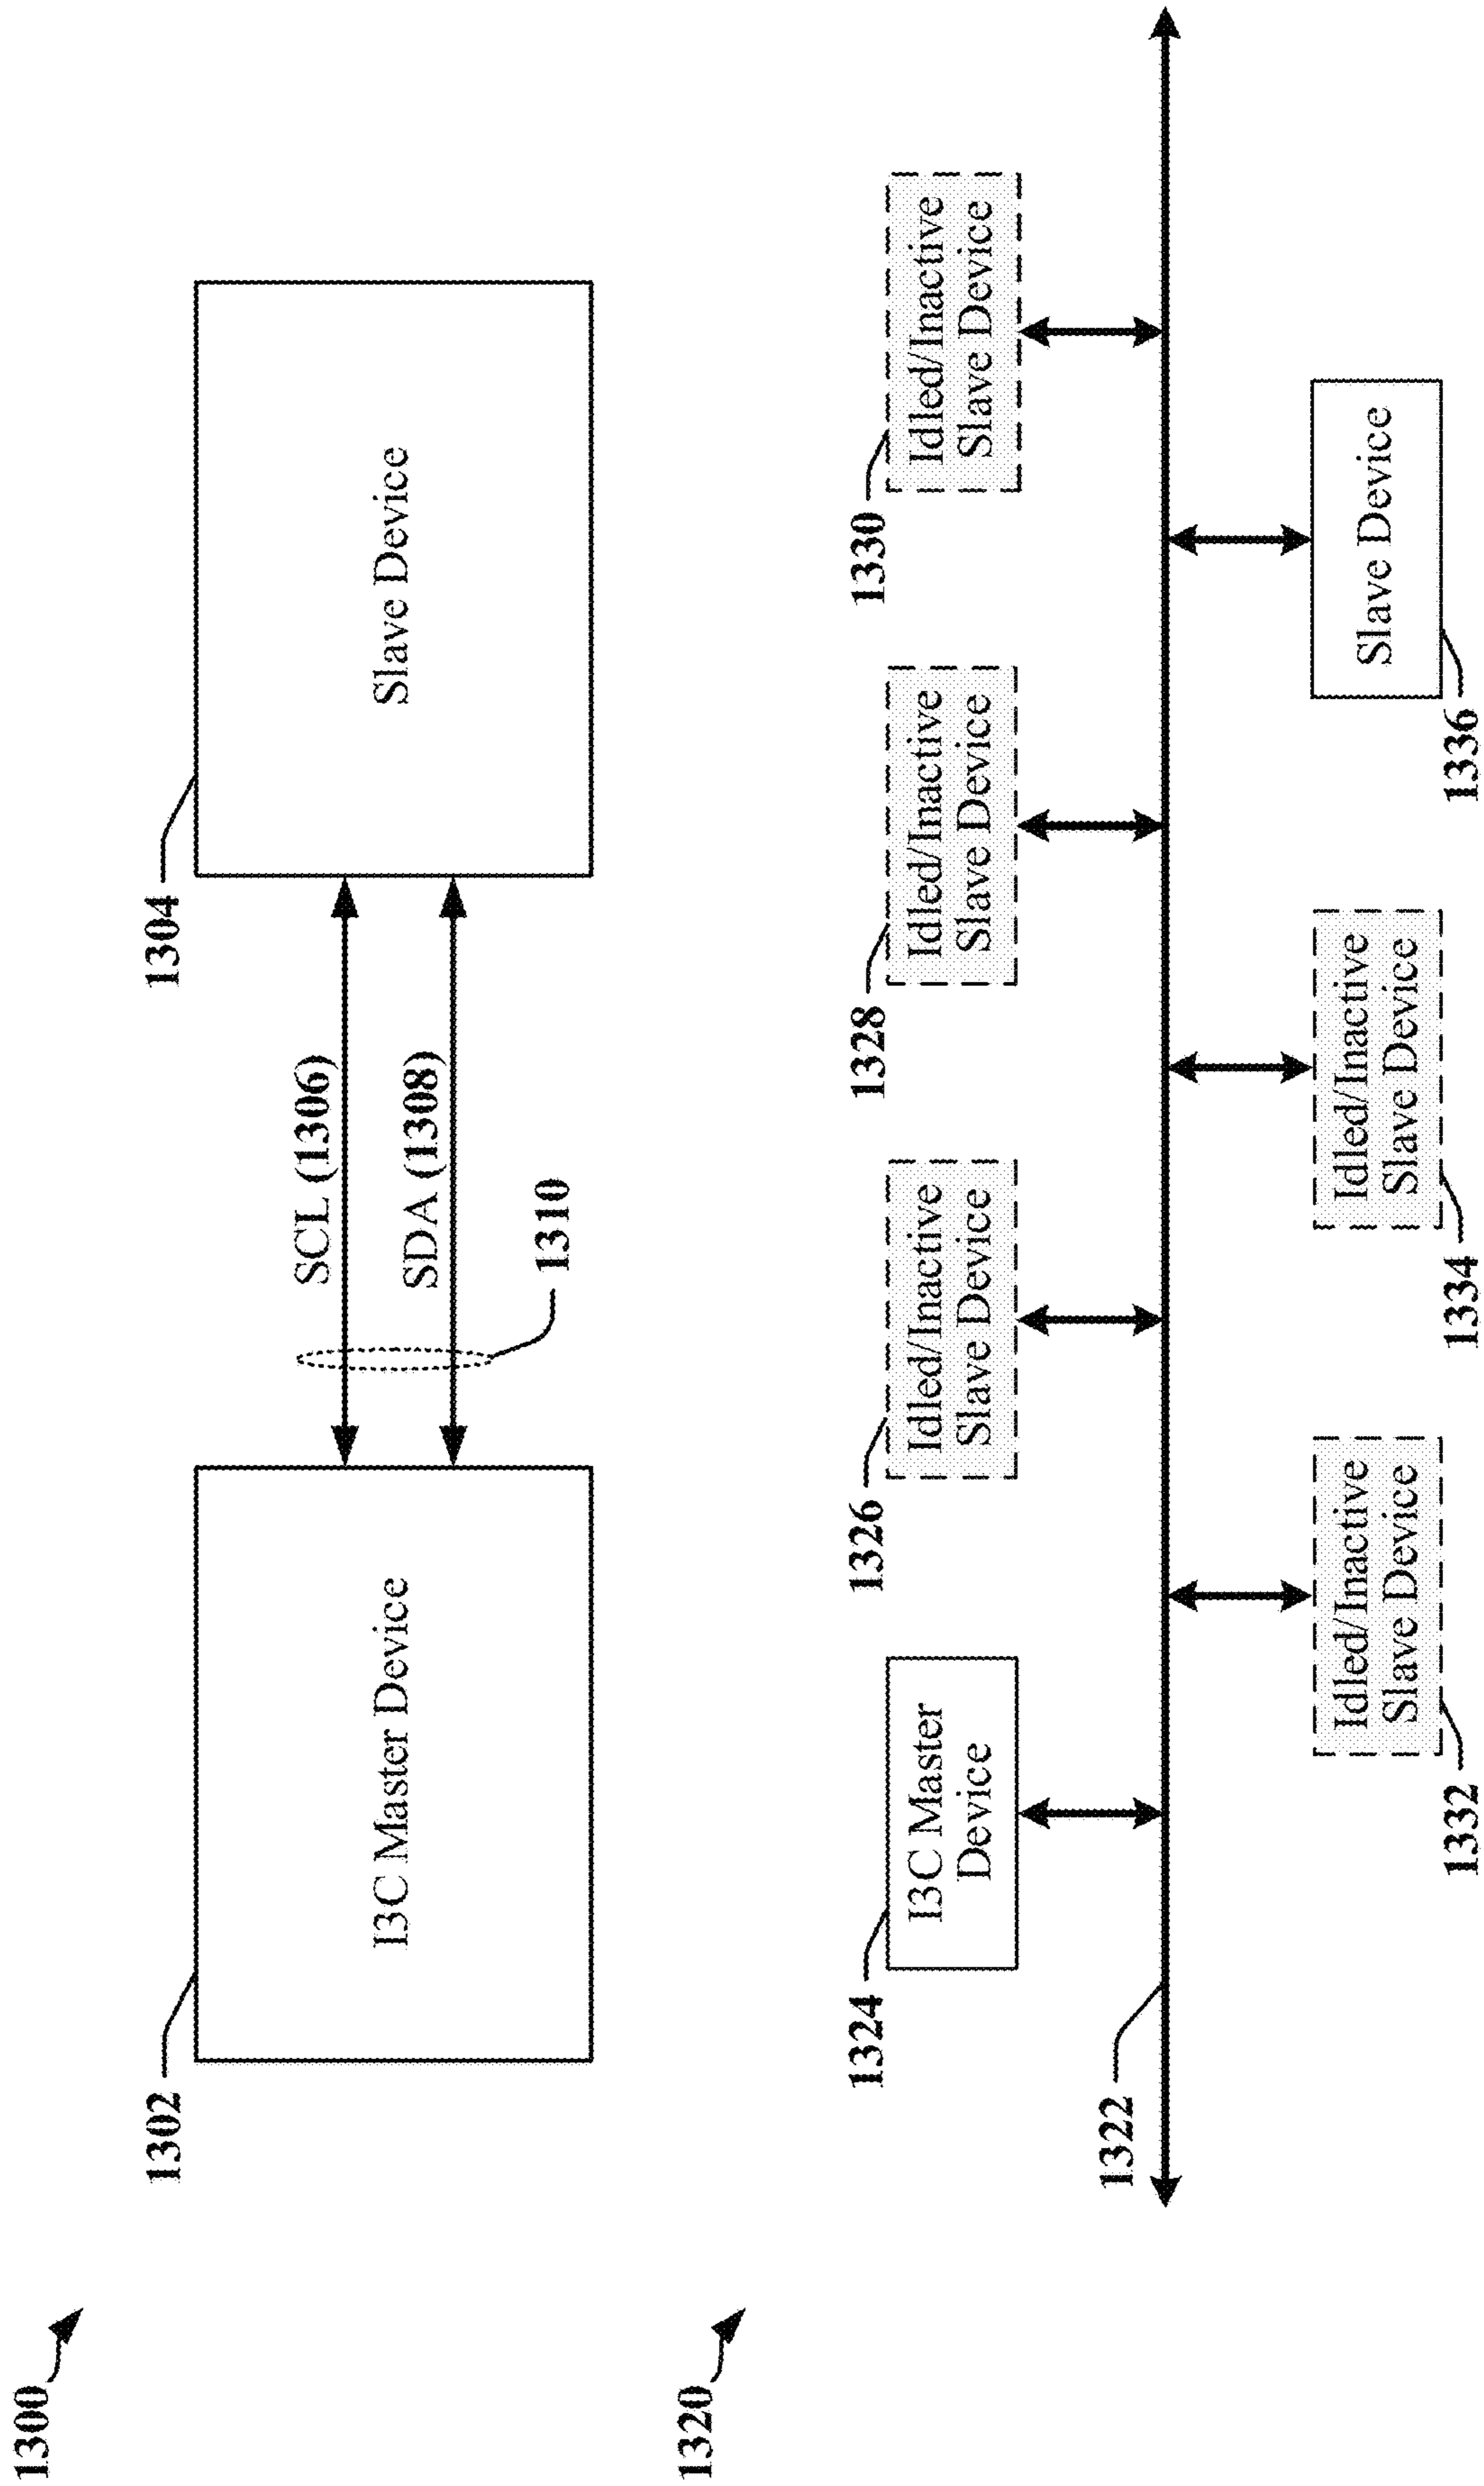 1300
1302
I3C Master Device
SCL (1306)
SDA (1308)
1310
1304
Slave Device
1320
1322
1324
I3C Master
Device
1326
Idled/Inactive
Slave Device
1328
Idled/Inactive
Slave Device
1330
Idled/Inactive
Slave Device
1332
Idled/Inactive
Slave Device
1334
Idled/Inactive
Slave Device
1336
Slave Device